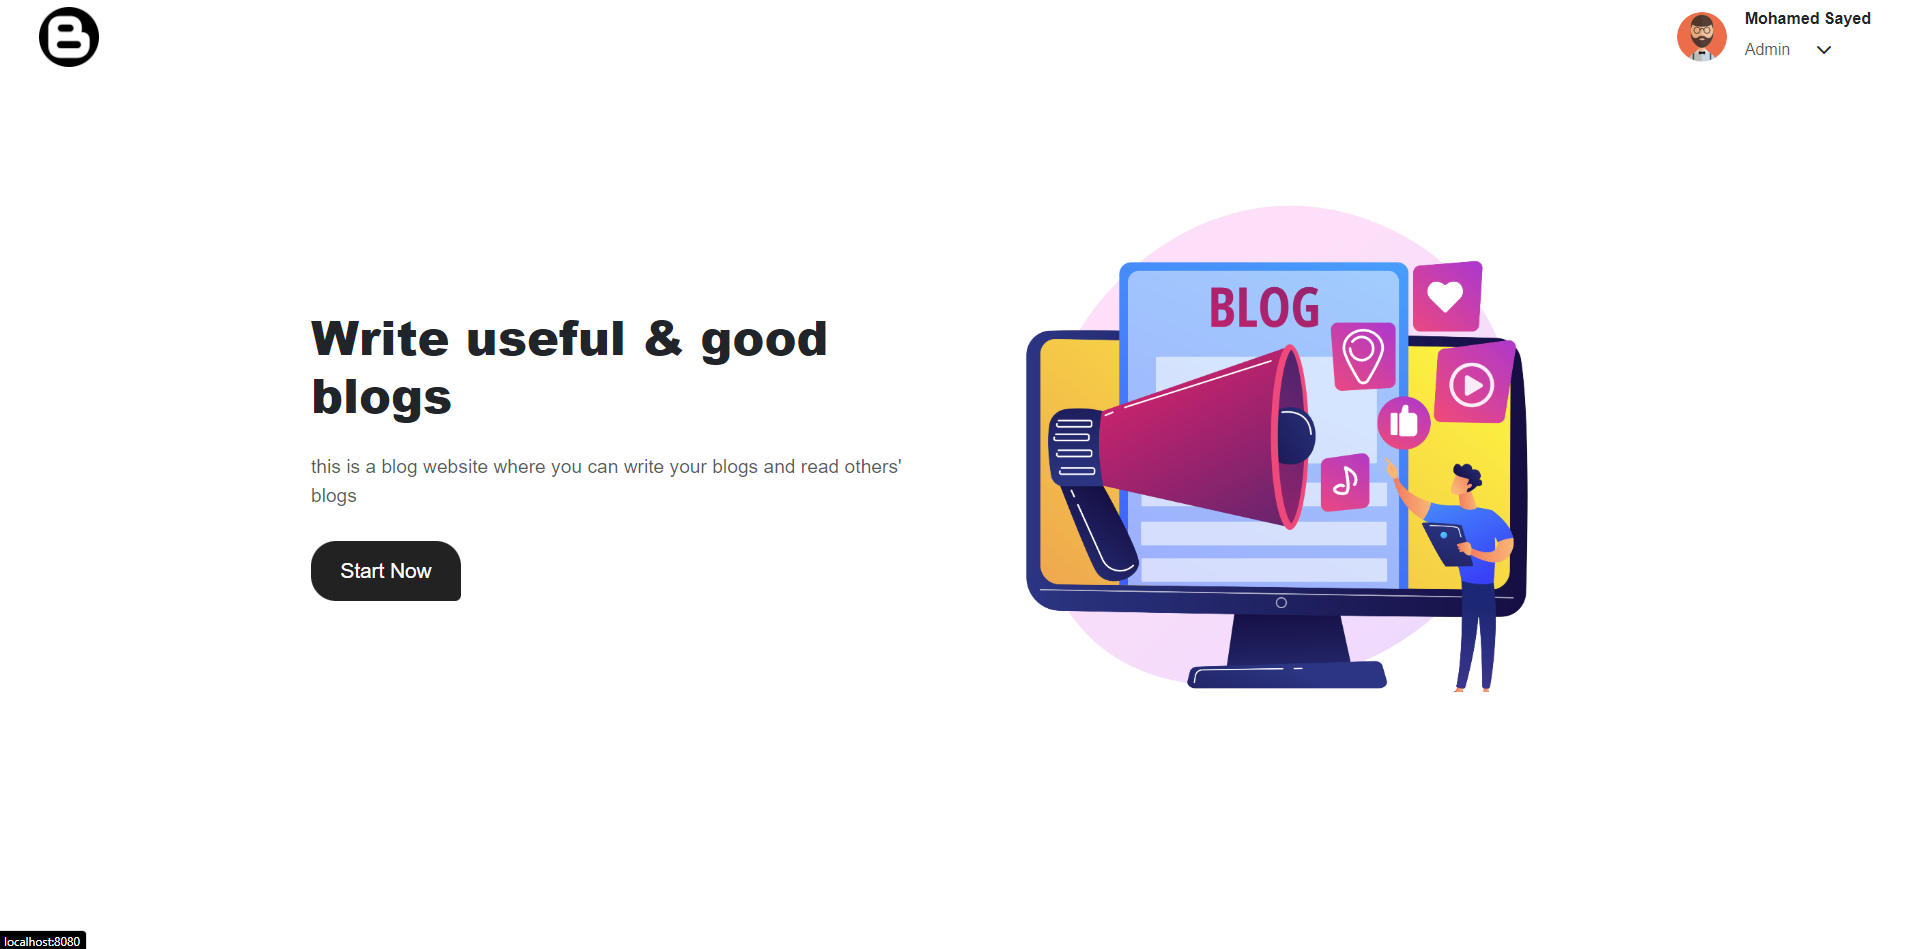 B
Mohamed Sayed
Admin
Write useful & good
blogs
this is a blog website where you can write your blogs and read others'
blogs
Start Now
BLOG
localhost:8080